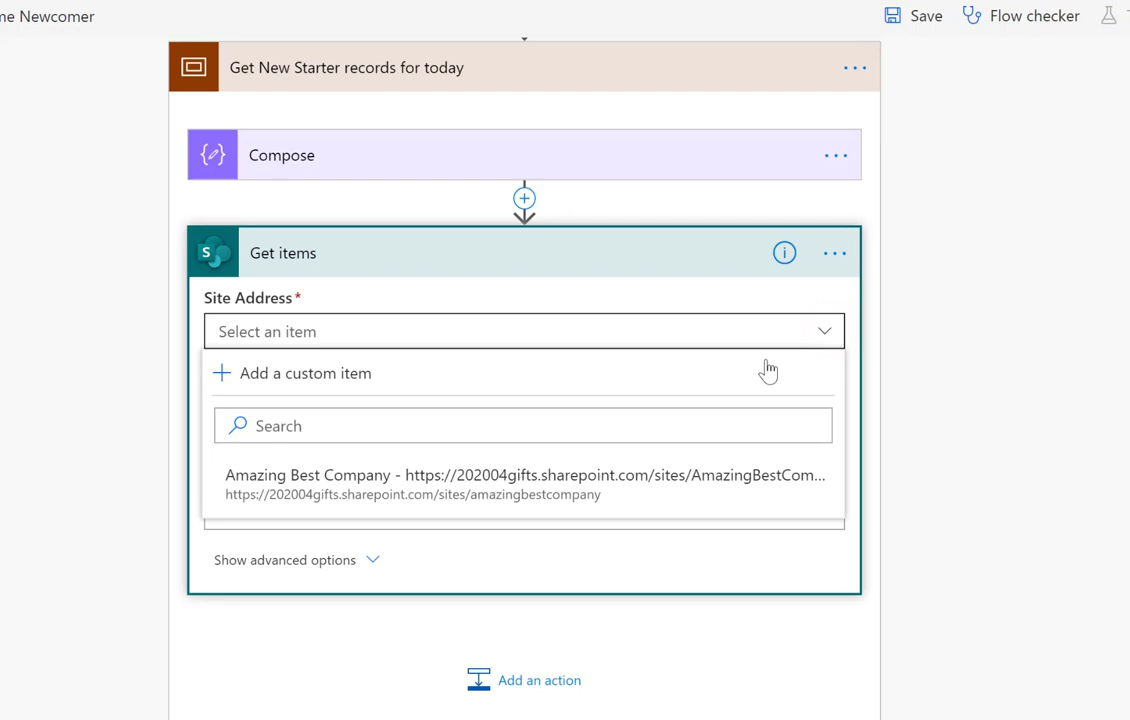 me Newcomer
Save
Flow checker
Get New Starter records for today
Compose
S
Get items
Site Address*
Select an item
Add a custom item
Search
Amazing Best Company - https://202004gifts.sharepoint.com/sites/AmazingBestCom...
https://202004gifts.sharepoint.com/sites/amazingbestcompany
Show advanced options
Add an action